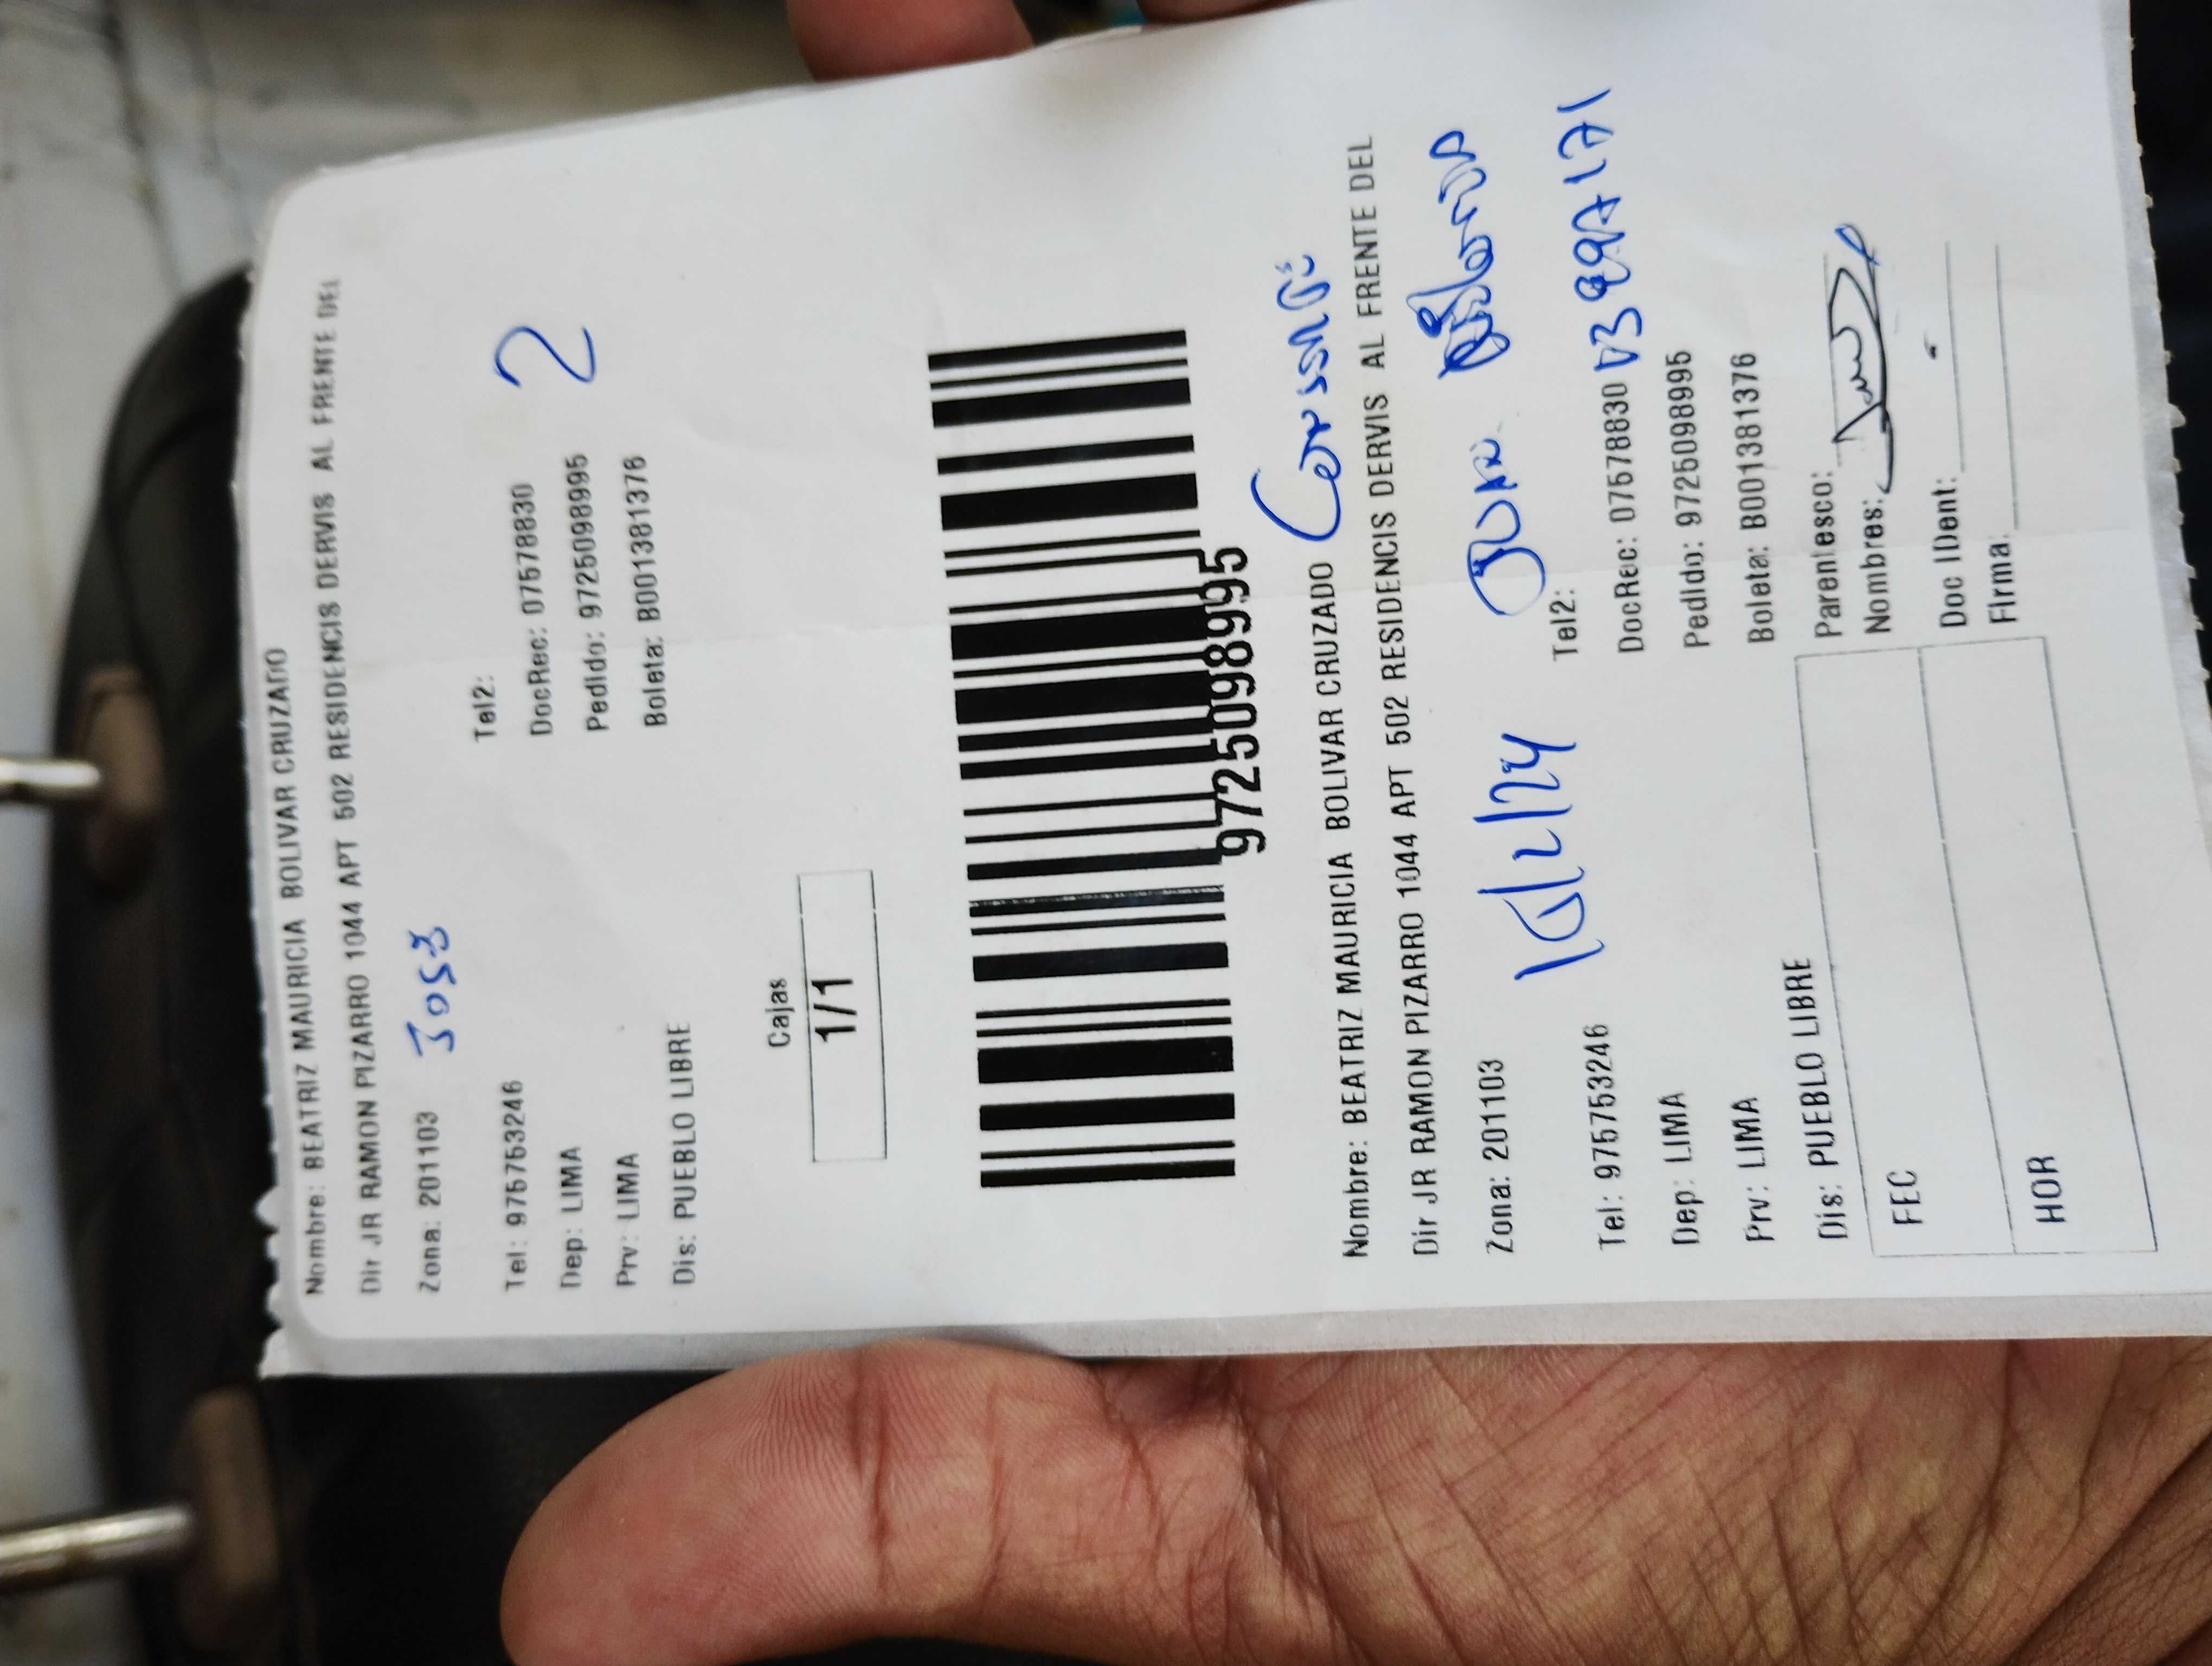 Nombre: BEATRIZ MAURICIA BOLIVAR CRUZADO
Dir JR RAMON PIZARRO 1044 APT 502 RESIDENCIS DERVIS AL FRENTE DEL
Zona: 201103 Jose
Tel: 975753246 Tel2:
Dep: LIMA DocRec: 07578830 2
Prv: LIMA Pedido: 9725098995
Dis: PUEBLO LIBRE Boleta: B001381376
Cajas
1/1
9725098995
Nombre: BEATRIZ MAURICIA BOLIVAR CRUZADO
Dir JR RAMON PIZARRO 1044 APT 502 RESIDENCIS DERVIS AL FRENTE DEL
Zona: 201103
Tel: 975753246 Tel2:
Dep: LIMA DocRec: 07578830
Prv: LIMA Pedido: 9725098995
Dis: PUEBLO LIBRE Boleta: B001381376
FEC
HOR
Parentesco:
Nombres:
Doc IDent:
Firma: